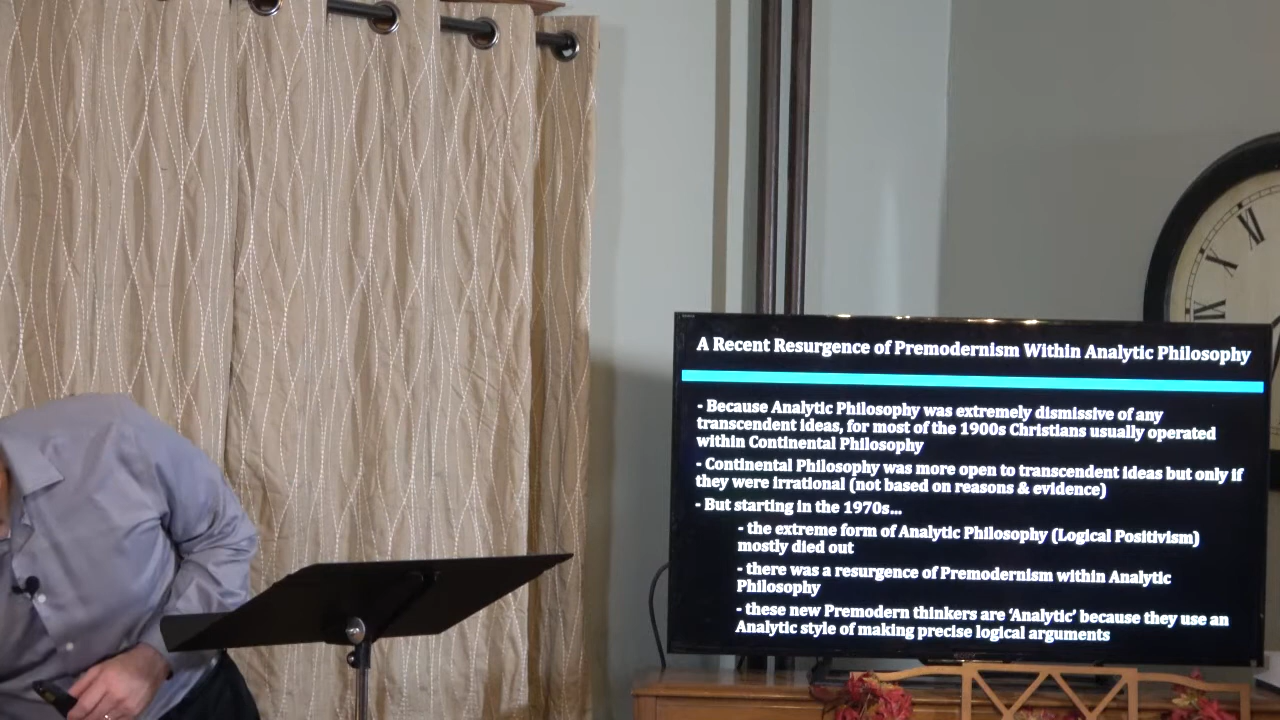 A Recent Resurgence of Premodernism Within Analytic Philosophy
- Because Analytic Philosophy was extremely dismissive of any
transcendent ideas, for most of the 1900s Christians usually operated
within Continental Philosophy
- Continental Philosophy was more open to transcendent ideas but only if
they were irrational (not based on reasons & evidence)
- But starting in the 1970s...
- the extreme form of Analytic Philosophy (Logical Positivism)
mostly died out
- there was a resurgence of Premodernism within Analytic
Philosophy
- these new Premodern thinkers are ‘Analytic’ because they use an
Analytic style of making precise logical arguments
XI
X
IX